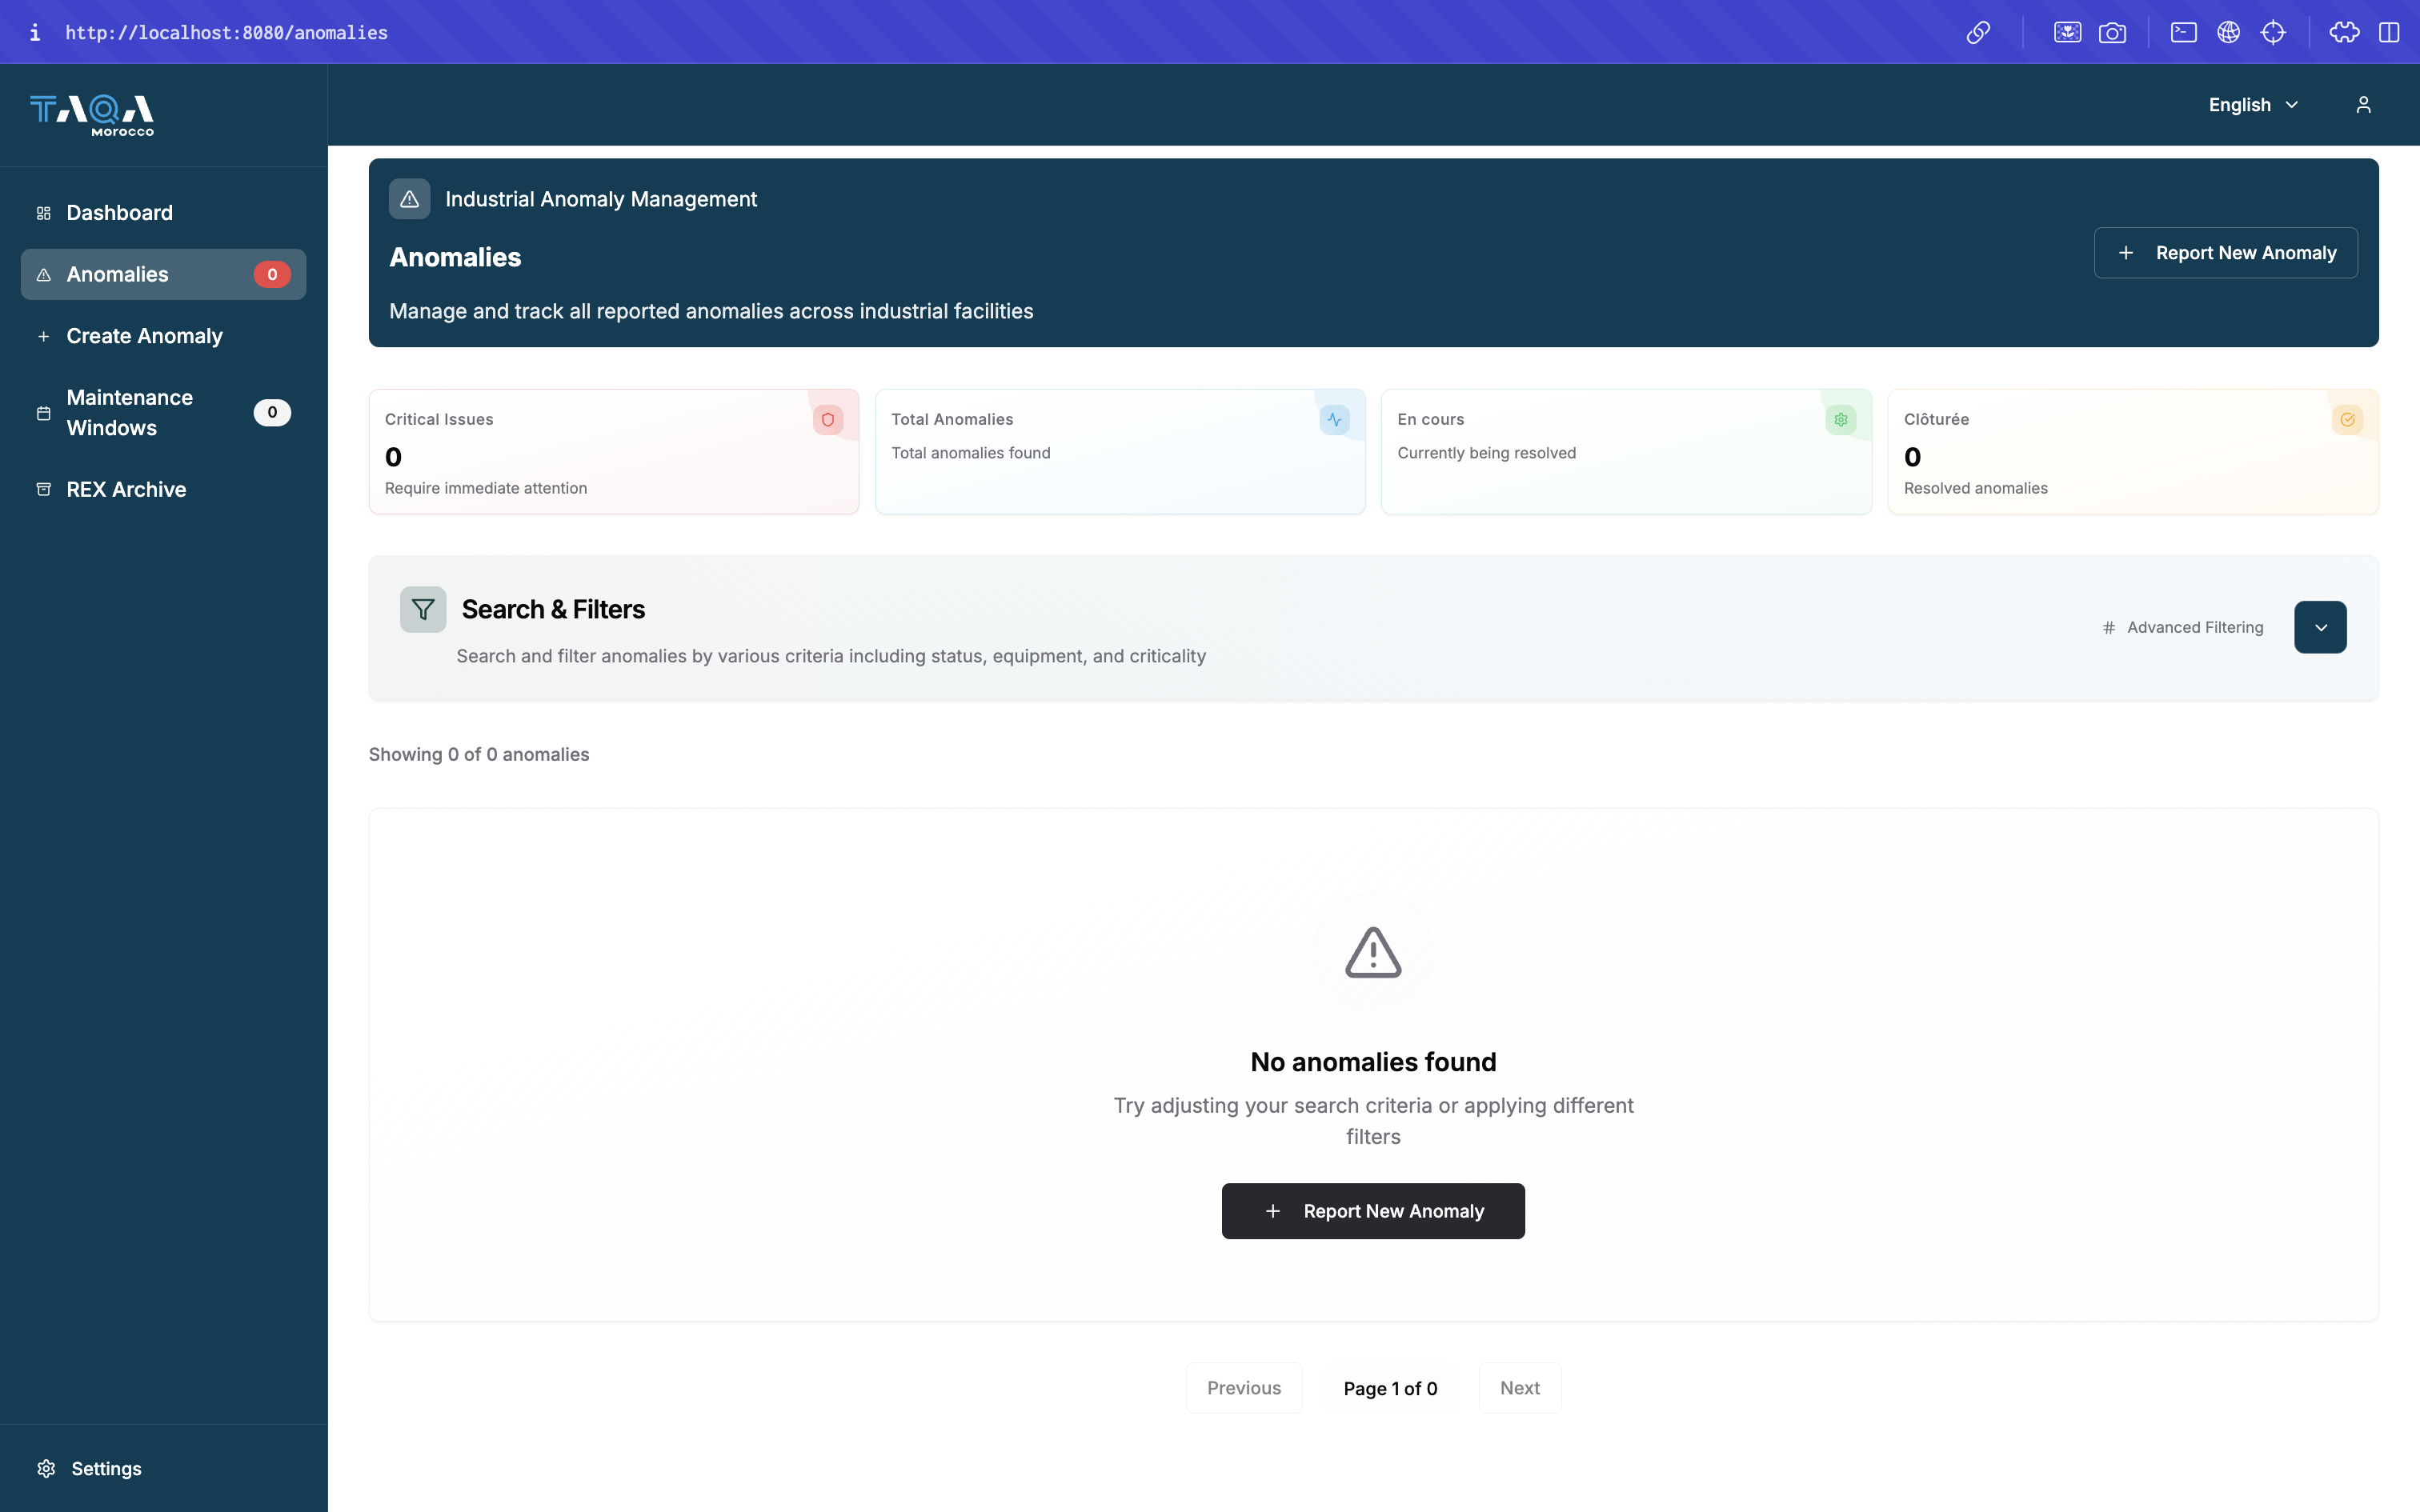 http://localhost:8080/anomalies
TAQA
Morocco
English
Dashboard
Anomalies 0
Create Anomaly
Maintenance
Windows
0
REX Archive
Settings
Industrial Anomaly Management
Anomalies
Manage and track all reported anomalies across industrial facilities
+ Report New Anomaly
Critical Issues
0
Require immediate attention
Total Anomalies
Total anomalies found
En cours
Currently being resolved
Clôturée
0
Resolved anomalies
Search & Filters
Search and filter anomalies by various criteria including status, equipment, and criticality
# Advanced Filtering
Showing 0 of 0 anomalies
No anomalies found
Try adjusting your search criteria or applying different
filters
+ Report New Anomaly
Previous
Page 1 of 0
Next